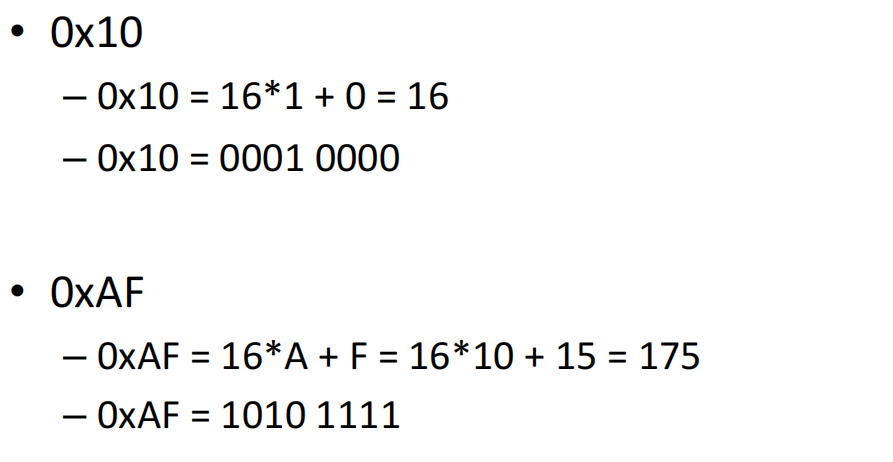 • 0x10
– 0x10 = 16*1 + 0 = 16
– 0x10 = 0001 0000
• 0xAF
– 0xAF = 16*A + F = 16*10 + 15 = 175
– 0xAF = 1010 1111